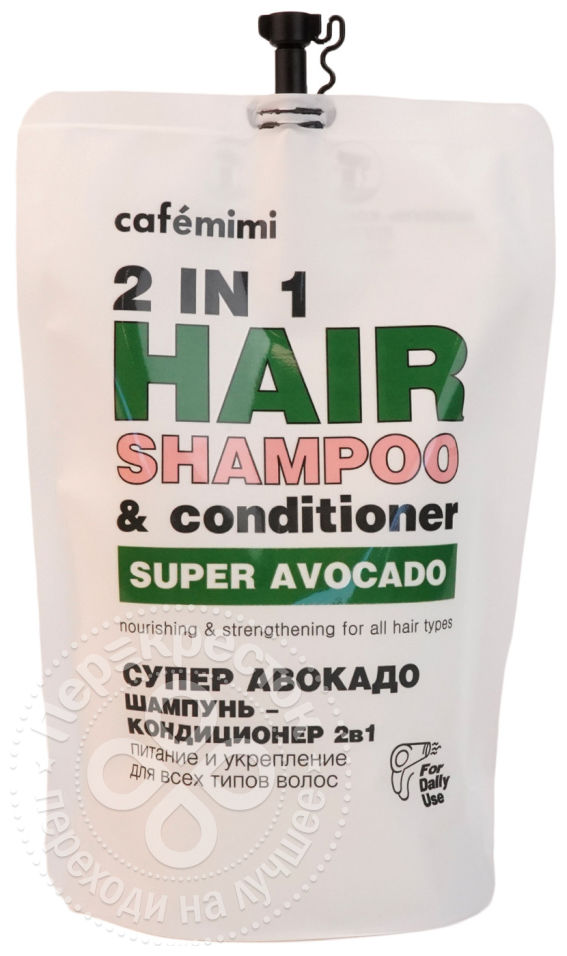 cafémimi
2 IN 1
HAIR
SHAMPOO
& conditioner
SUPER AVOCADO
nourishing & strengthening for all hair types
СУПЕР АВОКАДО
ШАМПУНЬ –
КОНДИЦИОНЕР 2в1
питание и укрепление
для всех типов волос
For
Daily
Use
Перекресток
переходи на лучшее